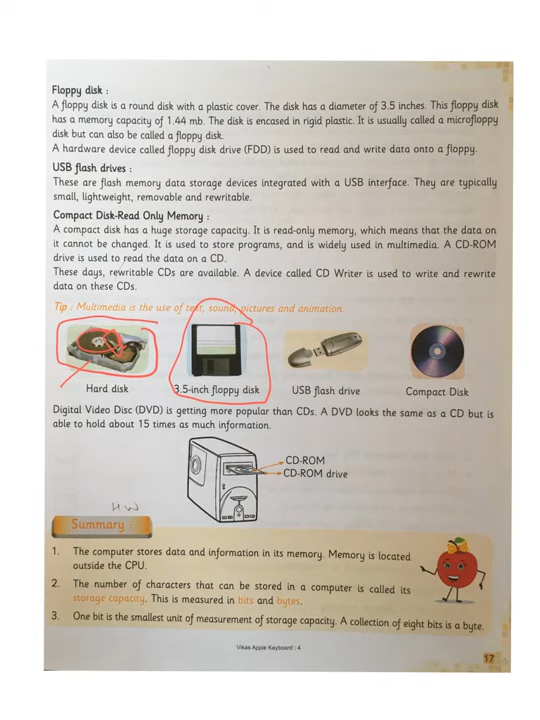 Floppy disk :
A floppy disk is a round disk with a plastic cover. The disk has a diameter of 3.5 inches. This floppy disk
has a memory capacity of 1.44 mb. The disk is encased in rigid plastic. It is usually called a microfloppy
disk but can also be called a floppy disk.
A hardware device called floppy disk drive (FDD) is used to read and write data onto a floppy.
USB flash drives :
These are flash memory data storage devices integrated with a USB interface. They are typically
small, lightweight, removable and rewritable.
Compact Disk-Read Only Memory :
A compact disk has a huge storage capacity. It is read-only memory, which means that the data on
it cannot be changed. It is used to store programs, and is widely used in multimedia. A CD-ROM
drive is used to read the data on a CD.
These days, rewritable CDs are available. A device called CD Writer is used to write and rewrite
data on these CDs.
Tip : Multimedia is the use of text, sound, pictures and animation.
Hard disk
3.5-inch floppy disk
USB flash drive
Compact Disk
Digital Video Disc (DVD) is getting more popular than CDs. A DVD looks the same as a CD but is
able to hold about 15 times as much information.
CD-ROM
CD-ROM drive
HW
Summary :
1. The computer stores data and information in its memory. Memory is located
outside the CPU.
2. The number of characters that can be stored in a computer is called its
storage capacity. This is measured in bits and bytes.
3. One bit is the smallest unit of measurement of storage capacity. A collection of eight bits is a byte.
Vikas Apple Keyboard : 4
17